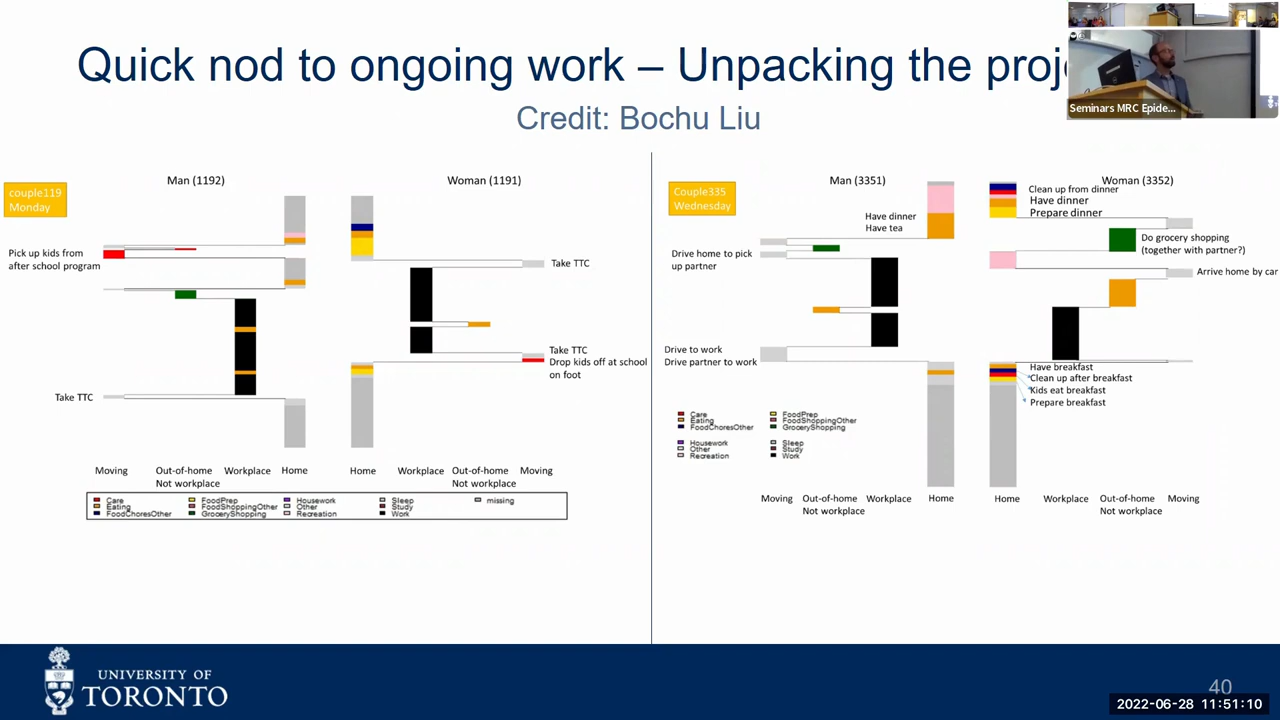 Quick nod to ongoing work – Unpacking the proj
Credit: Bochu Liu
Seminars MRC Epide...
couple119
Monday
Man (1192)
Woman (1191)
Pick up kids from
after school program
Take TTC
Take TTC
Take TTC
Drop kids off at school
on foot
Moving
Out-of-home
Not workplace
Workplace
Home
Home
Workplace
Out-of-home
Not workplace
Moving
Care
Eating
FoodChoresOther
FoodPrep
FoodShoppingOther
GroceryShopping
Housework
Other
Recreation
Sleep
Study
Work
missing
Couple335
Wednesday
Man (3351)
Woman (3352)
Have dinner
Have tea
Drive home to pick
up partner
Drive to work
Drive partner to work
Clean up from dinner
Have dinner
Prepare dinner
Do grocery shopping
(together with partner?)
Arrive home by car
Have breakfast
Clean up after breakfast
Kids eat breakfast
Prepare breakfast
Care
Eating
FoodChoresOther
FoodPrep
FoodShoppingOther
GroceryShopping
Housework
Other
Recreation
Sleep
Study
Work
Moving
Out-of-home
Not workplace
Workplace
Home
Home
Workplace
Out-of-home
Not workplace
Moving
UNIVERSITY OF
TORONTO
40
2022-06-28 11:51:10